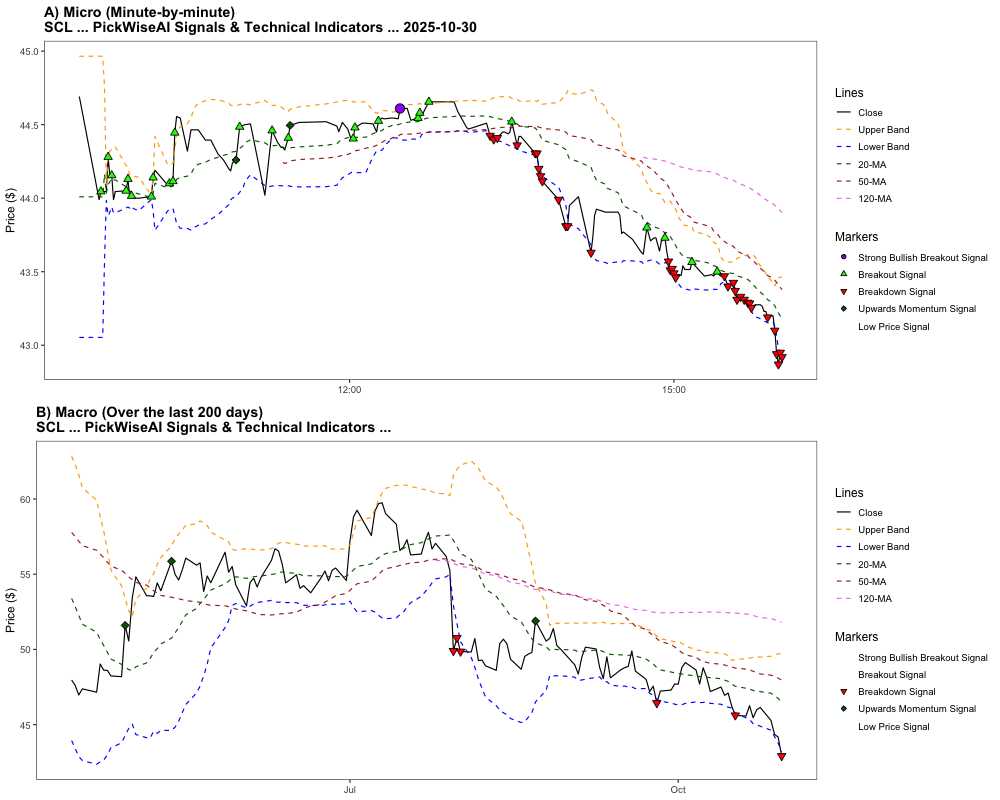 A) Micro (Minute-by-minute)
SCL ... PickWiseAI Signals & Technical Indicators ... 2025-10-30
45.0
44.5
44.0
43.5
43.0
Price ($)
12:00
15:00
Lines
Close
Upper Band
Lower Band
20-MA
50-MA
120-MA
Markers
Strong Bullish Breakout Signal
Breakout Signal
Breakdown Signal
Upwards Momentum Signal
Low Price Signal
B) Macro (Over the last 200 days)
SCL ... PickWiseAI Signals & Technical Indicators ...
60
55
50
45
Price ($)
Jul
Oct
Lines
Close
Upper Band
Lower Band
20-MA
50-MA
120-MA
Markers
Strong Bullish Breakout Signal
Breakout Signal
Breakdown Signal
Upwards Momentum Signal
Low Price Signal